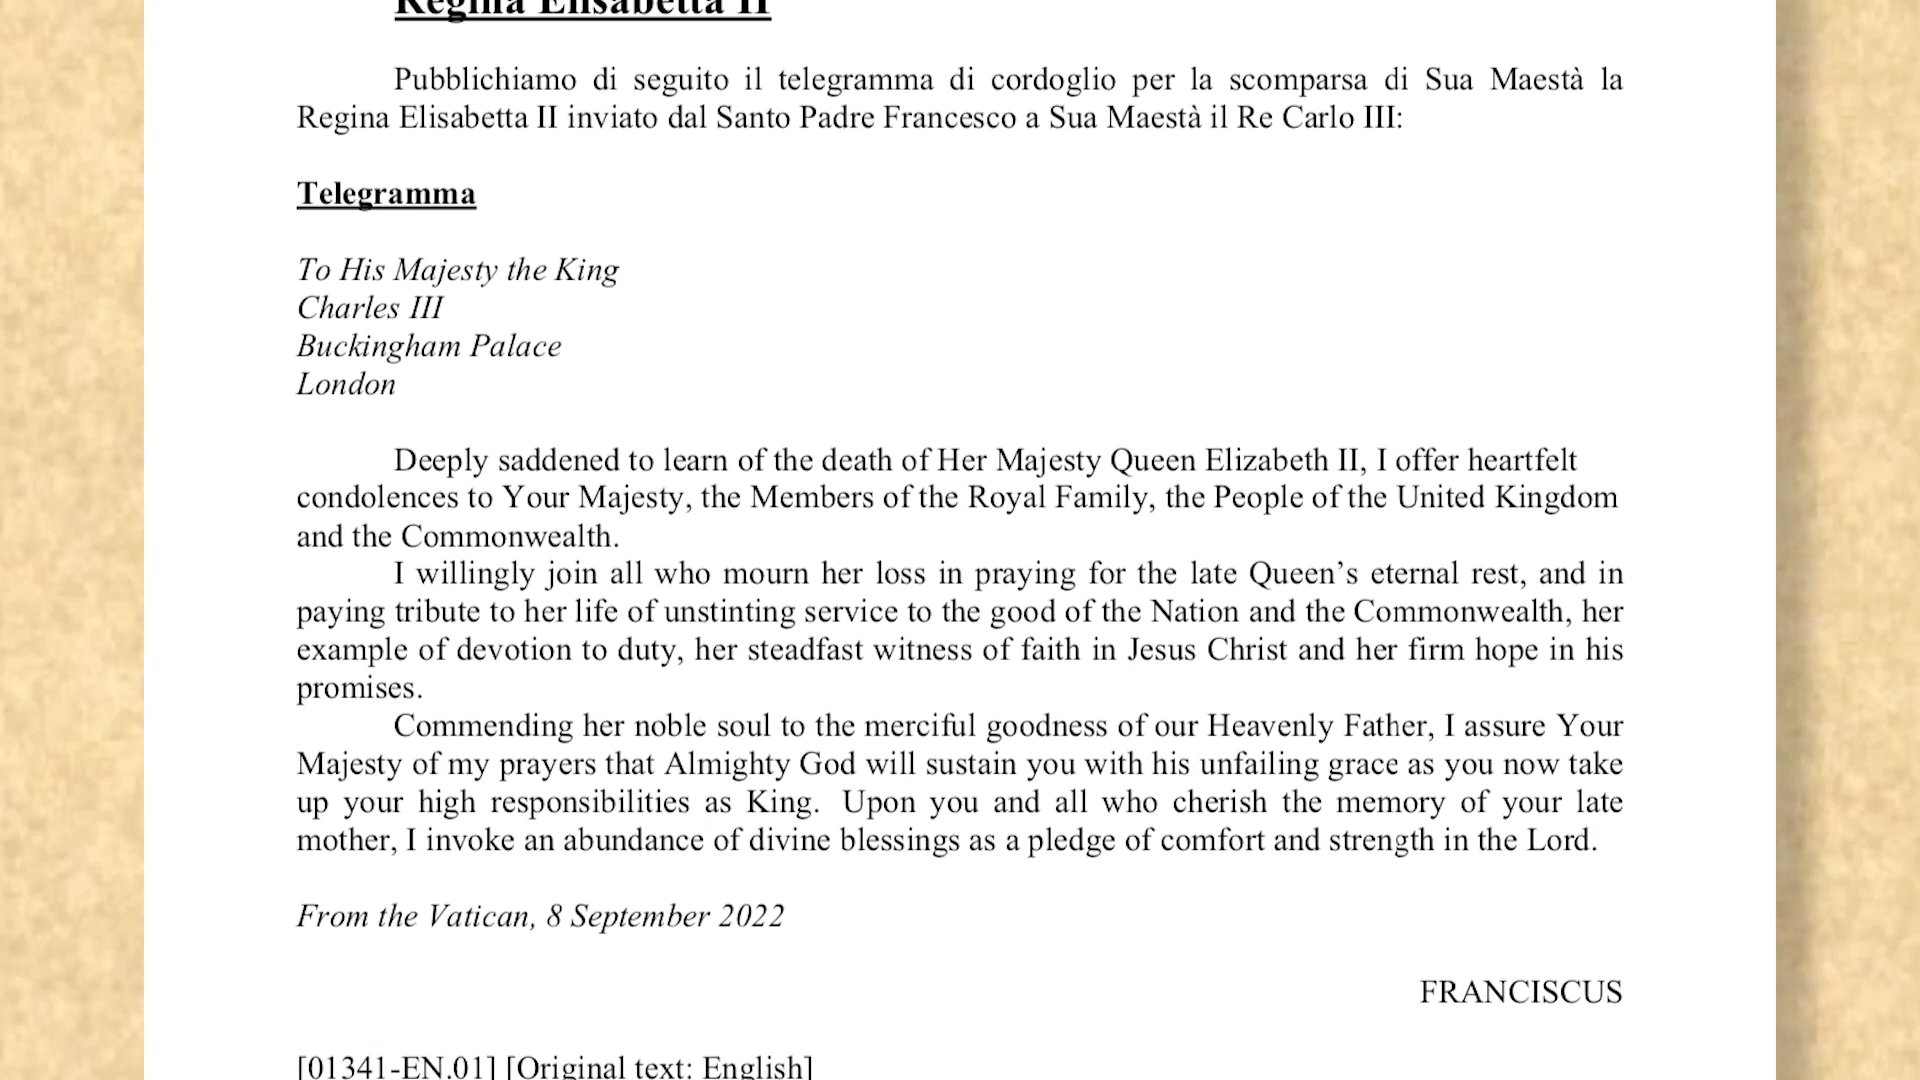 Regina Elisabetta II
Pubblichiamo di seguito il telegramma di cordoglio per la scomparsa di Sua Maestà la
Regina Elisabetta II inviato dal Santo Padre Francesco a Sua Maestà il Re Carlo III:
Telegramma
To His Majesty the King
Charles III
Buckingham Palace
London
Deeply saddened to learn of the death of Her Majesty Queen Elizabeth II, I offer heartfelt
condolences to Your Majesty, the Members of the Royal Family, the People of the United Kingdom
and the Commonwealth.
I willingly join all who mourn her loss in praying for the late Queen’s eternal rest, and in
paying tribute to her life of unstinting service to the good of the Nation and the Commonwealth, her
example of devotion to duty, her steadfast witness of faith in Jesus Christ and her firm hope in his
promises.
Commending her noble soul to the merciful goodness of our Heavenly Father, I assure Your
Majesty of my prayers that Almighty God will sustain you with his unfailing grace as you now take
up your high responsibilities as King. Upon you and all who cherish the memory of your late
mother, I invoke an abundance of divine blessings as a pledge of comfort and strength in the Lord.
From the Vatican, 8 September 2022
FRANCISCUS
[01341-EN.01] [Original text: English]